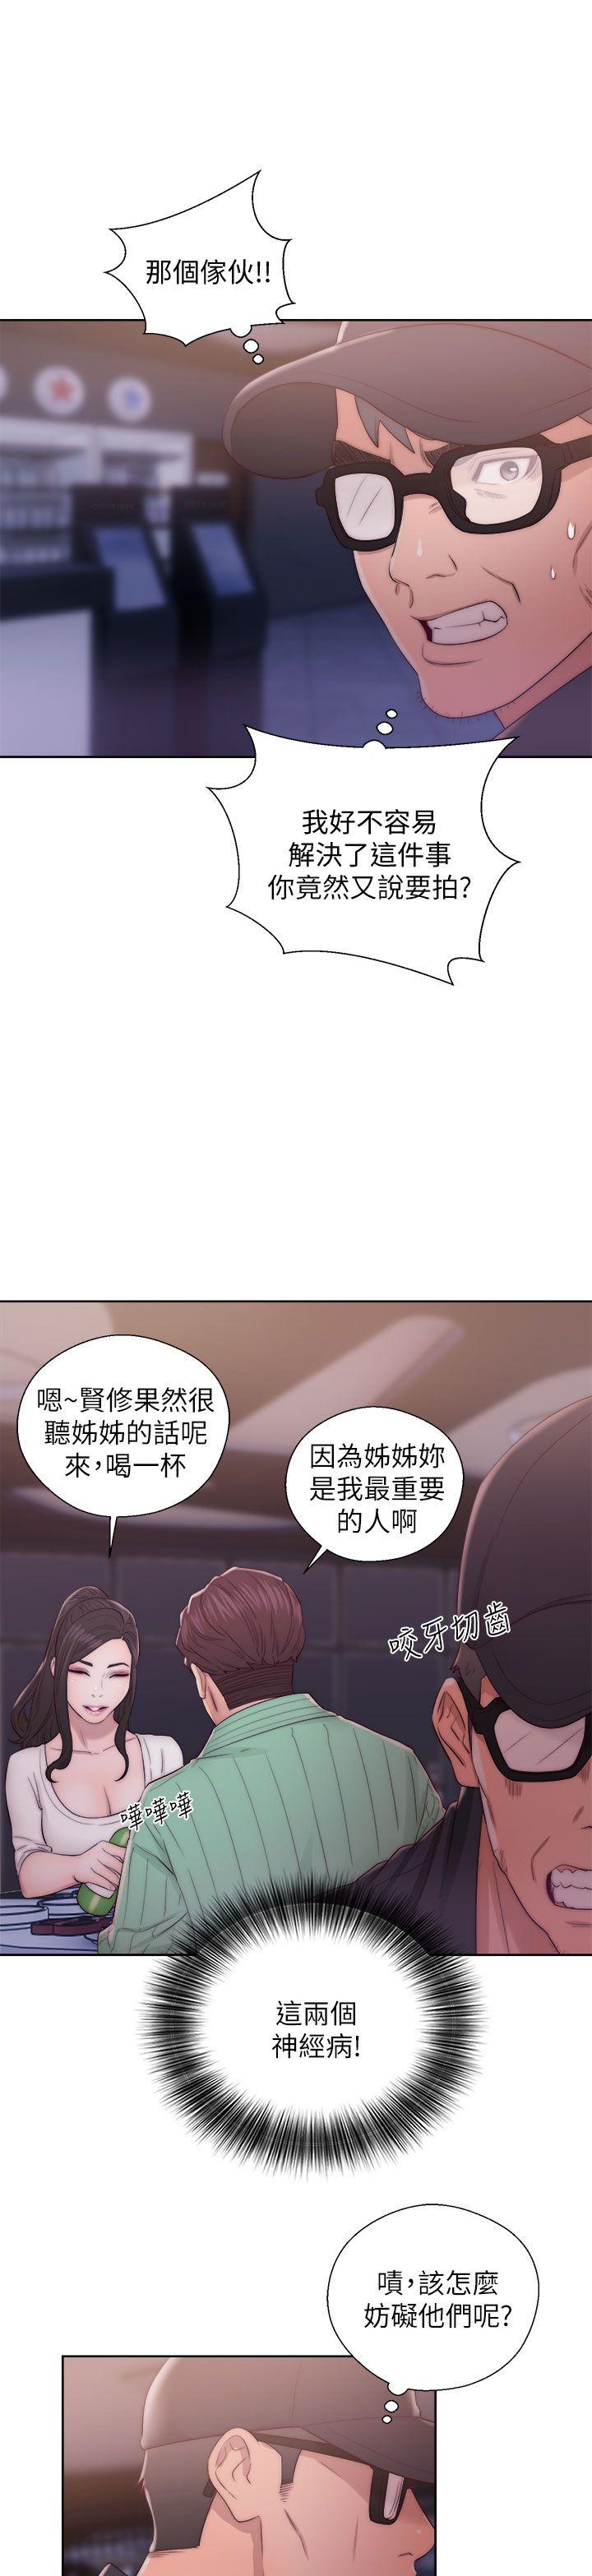 那個傢伙!!
我好不容易
解決了這件事
你竟然又說要拍?
嗯~賢修果然很
聽姊姊的話呢
來,喝一杯
因為姊姊妳
是我最重要
的人啊
咬牙切齒
嘩嘩嘩
這兩個
神經病!
嘖,該怎麼
妨礙他們呢?